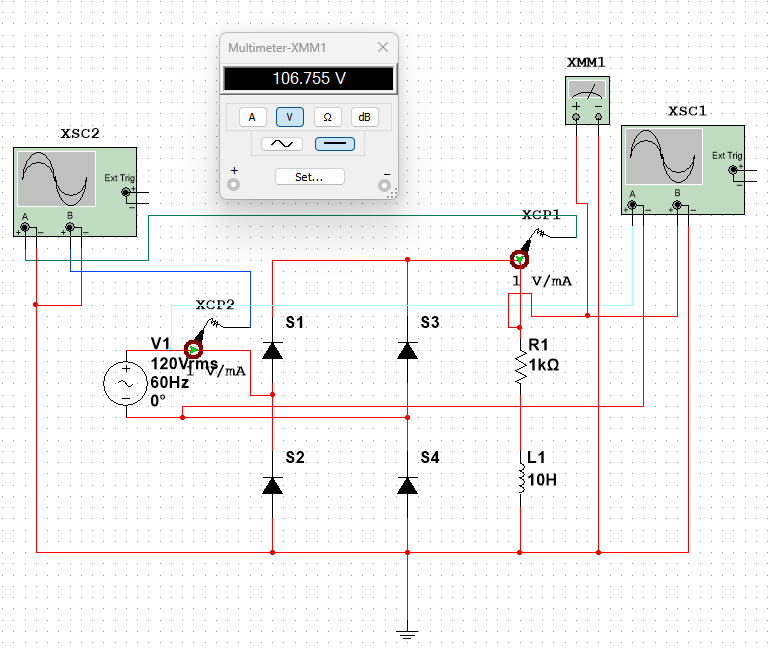 Multimeter-XMM1
106.755 V
A
V
Ω
dB
+
Set...
−
XMM1
+
−
XSC1
Ext Trig
+
−
A
B
+
−
+
−
XSC2
Ext Trig
+
−
A
B
+
−
+
−
XCP1
1 V/mA
XCP2
1 V/mA
S1
S3
V1
120Vrms
60Hz
0°
+
−
R1
1kΩ
S2
S4
L1
10H